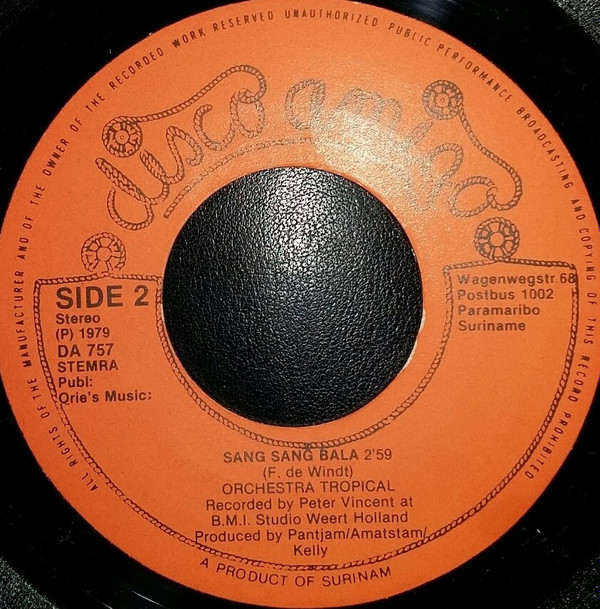 ALL RIGHTS OF THE MANUFACTURER AND OF THE OWNER OF THE RECORDED WORK RESERVED UNAUTHORIZED PUBLIC PERFORMANCE BROADCASTING AND COPYING OF THIS RECORD PROHIBITED
disco amigo
SIDE 2
Stereo
(P) 1979
DA 757
STEMRA
Publ:
Orie's Music:
Wagenwegstr.68
Postbus 1002
Paramaribo
Suriname
SANG SANG BALA 2'59
(F. de Windt)
ORCHESTRA TROPICAL
Recorded by Peter Vincent at
B.M.I. Studio Weert Holland
Produced by Pantjam/Amatstam/
Kelly
A PRODUCT OF SURINAM